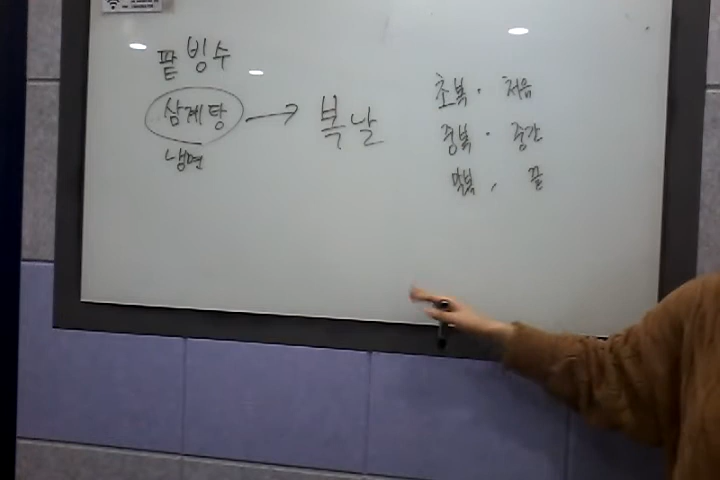 팥빙수
삼계탕 → 복날
냉면
초복 · 처음
중복 · 중간
말복 , 끝